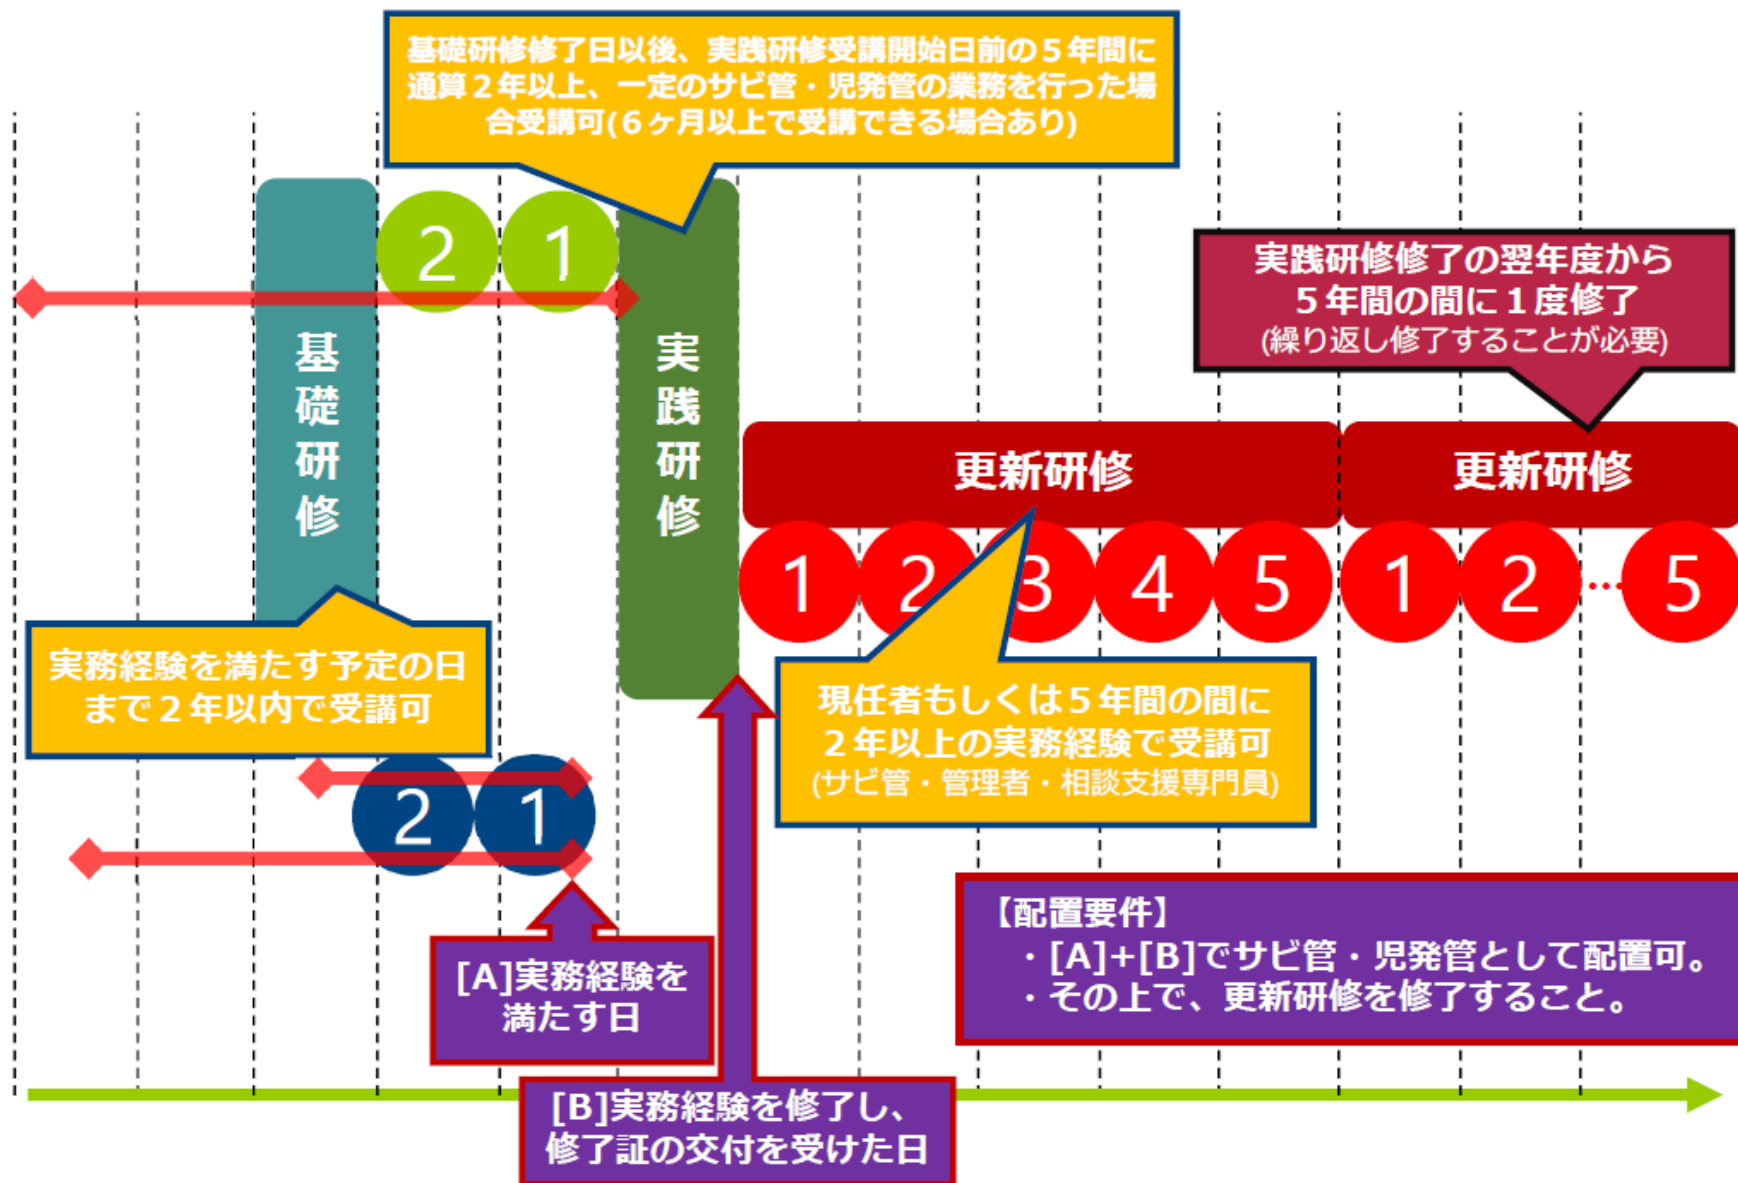 基礎研修修了日以後、実践研修受講開始日前の５年間に
通算２年以上、一定のサビ管・児発管の業務を行った場
合受講可(６ヶ月以上で受講できる場合あり)
2
1
基礎研修
実践研修
実践研修修了の翌年度から
５年間の間に１度修了
(繰り返し修了することが必要)
更新研修
更新研修
1
2
3
4
5
1
2
…
5
実務経験を満たす予定の日
まで２年以内で受講可
現任者もしくは５年間の間に
２年以上の実務経験で受講可
(サビ管・管理者・相談支援専門員)
2
1
[A]実務経験を
満たす日
【配置要件】
・[A]+[B]でサビ管・児発管として配置可。
・その上で、更新研修を修了すること。
[B]実務経験を修了し、
修了証の交付を受けた日